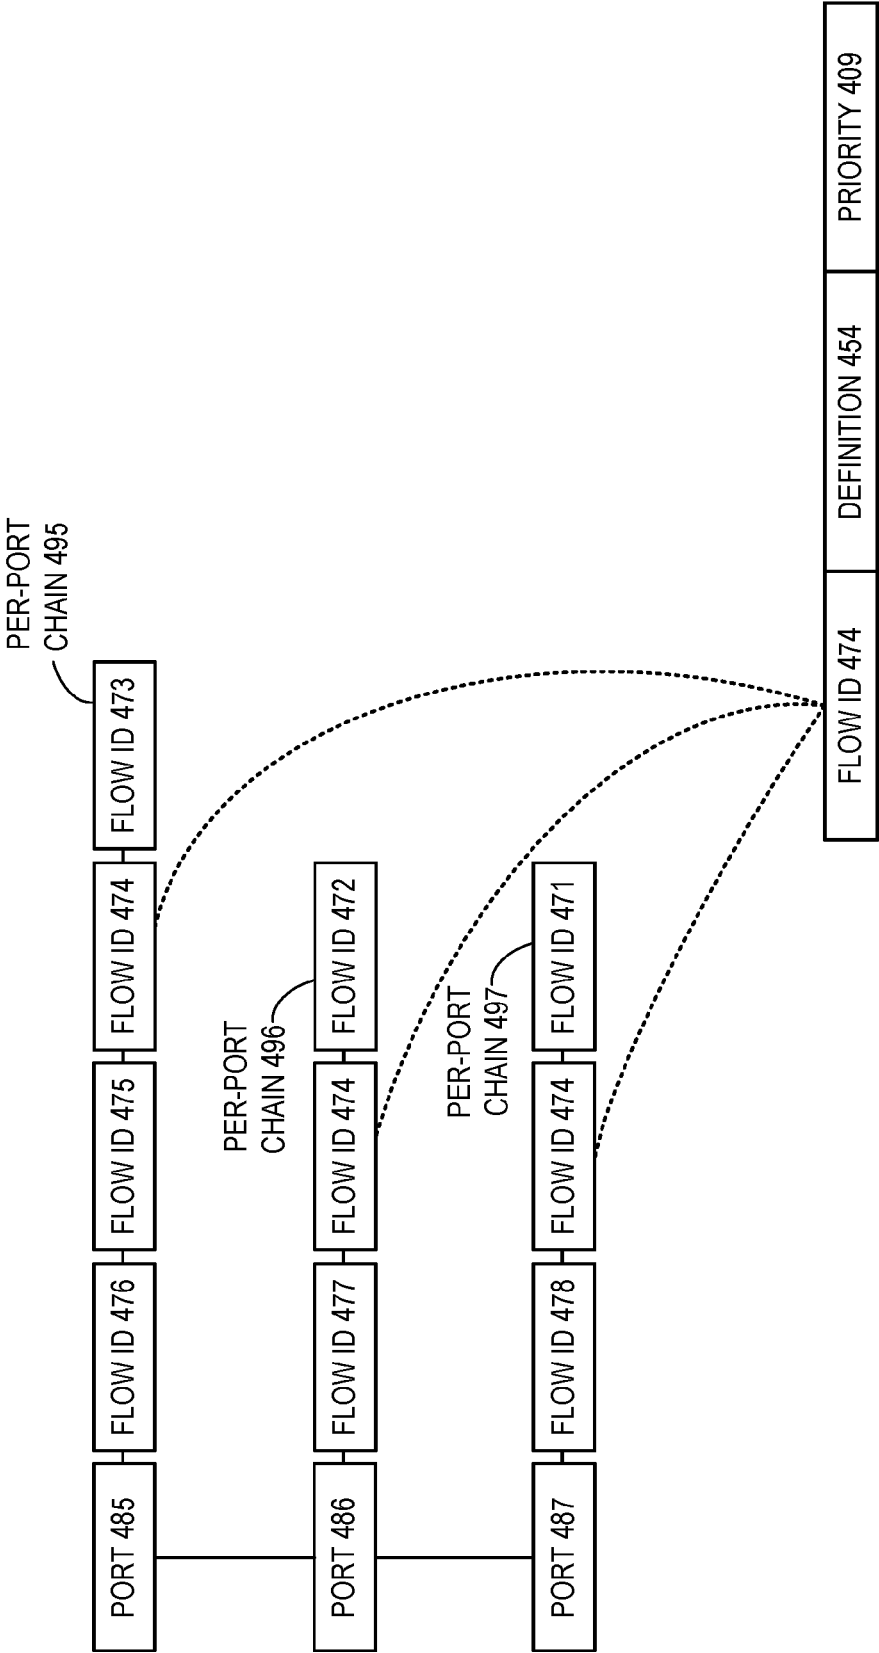 PER-PORT
CHAIN 495
PORT 485
FLOW ID 476
FLOW ID 475
FLOW ID 474
FLOW ID 473
PER-PORT
CHAIN 496
PORT 486
FLOW ID 477
FLOW ID 474
FLOW ID 472
PER-PORT
CHAIN 497
PORT 487
FLOW ID 478
FLOW ID 474
FLOW ID 471
FLOW ID 474
DEFINITION 454
PRIORITY 409